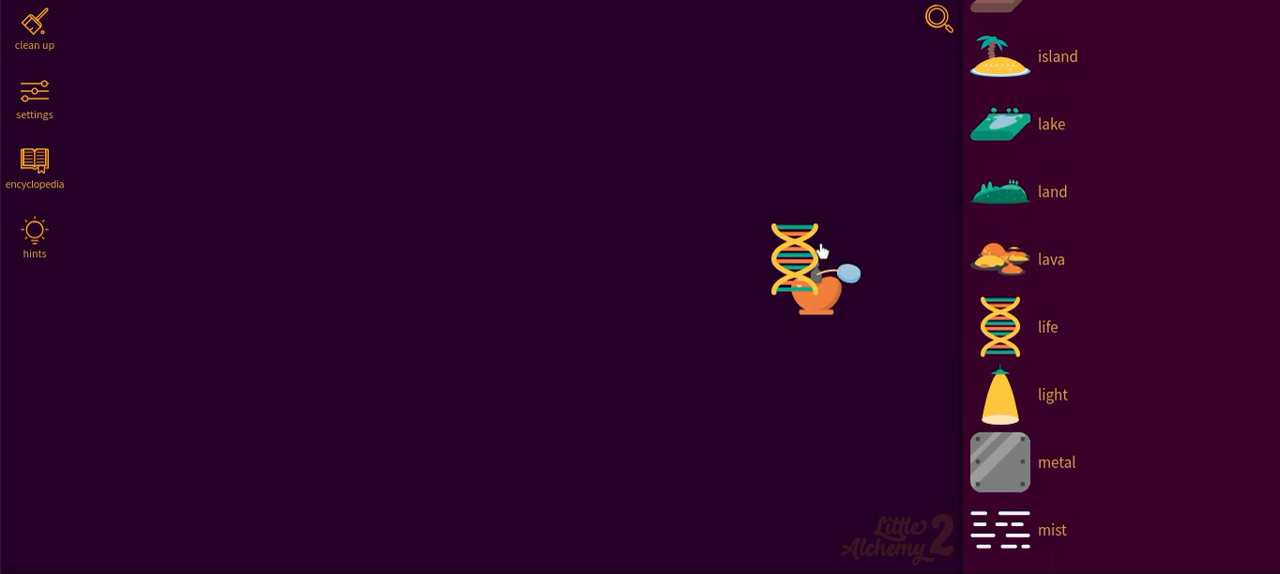 clean up
settings
encyclopedia
hints
island
lake
land
lava
life
light
metal
mist
Little
Alchemy 2